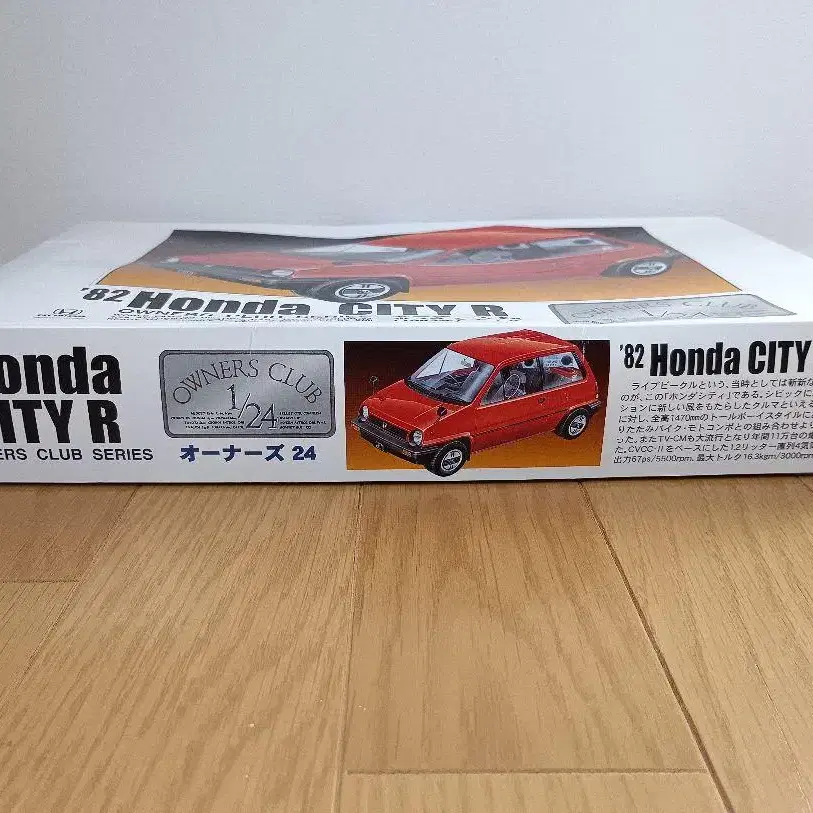 '82 Honda CITY R
onda
ITY R
ERS CLUB SERIES
OWNERS CLUB
1/24
オーナーズ 24
'82 Honda CITY
ライブビークルという、当時としては斬新な
のが、この「ホンダシティ」である。シビックに
ションに新しい風をもたらしたクルマといえる
に対し、全高1470mmのトールボーイスタイルに
りたたみバイク・モトコンポとの組み合わせよ
った。またTV-CMも大流行となり年間11万台の
た。CVCC-Ⅱをベースにした1.2リッター直列4気
出力67ps/5500rpm、最大トルク16.3kgm/3000rpm